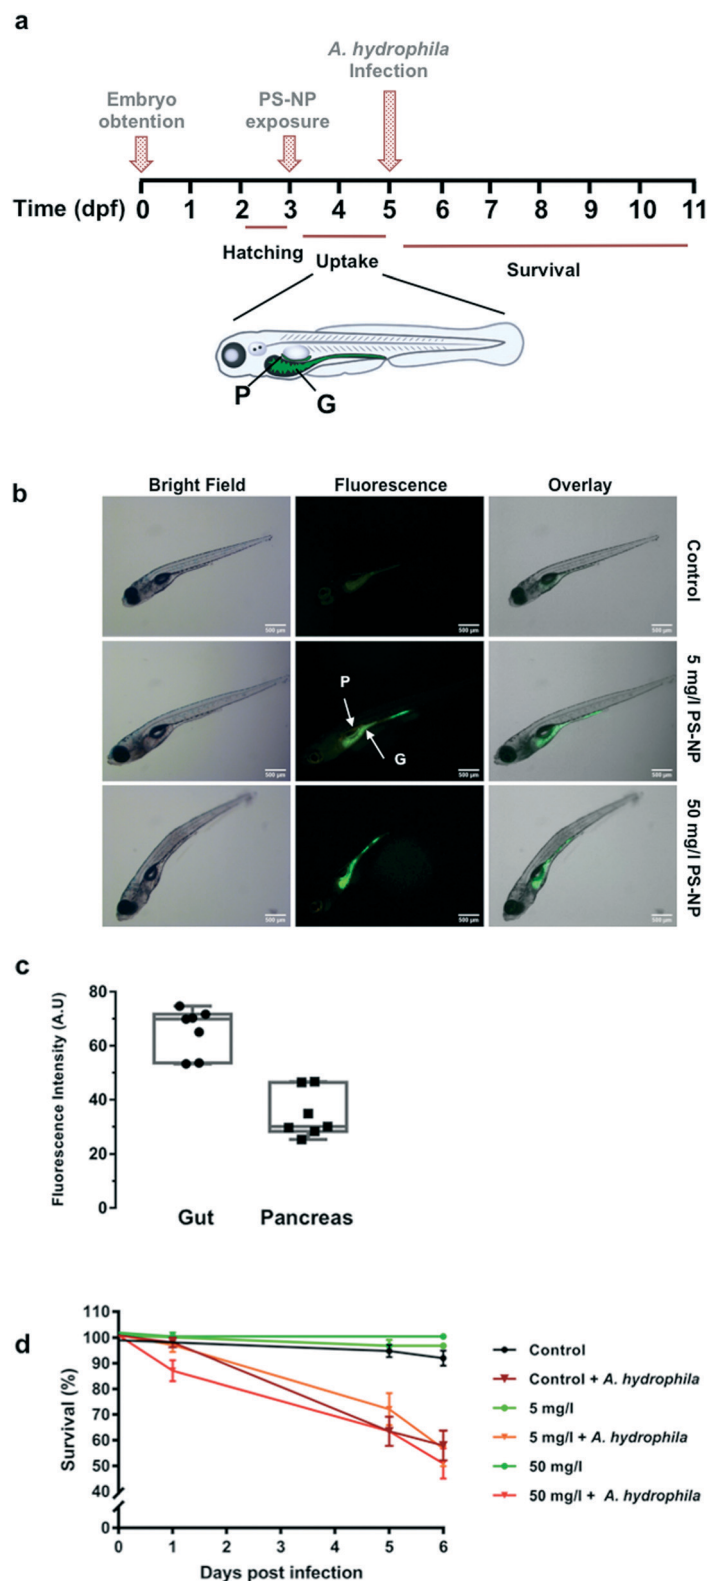 a
A. hydrophila
Infection
Embryo
obtention
PS-NP
exposure
Time (dpf) 0 1 2 3 4 5 6 7 8 9 10 11
Hatching
Uptake
Survival
P
G
b
Bright Field Fluorescence Overlay
Control
500 µm 500 µm 500 µm
5 mg/l PS-NP
P
G
500 µm 500 µm 500 µm
50 mg/l PS-NP
500 µm 500 µm 500 µm
c
Fluorescence Intensity (A.U)
80
60
40
20
0
Gut Pancreas
d
Survival (%)
110
100
90
80
70
60
50
40
0
0 1 2 3 4 5 6
Days post infection
Control
Control + A. hydrophila
5 mg/l
5 mg/l + A. hydrophila
50 mg/l
50 mg/l + A. hydrophila